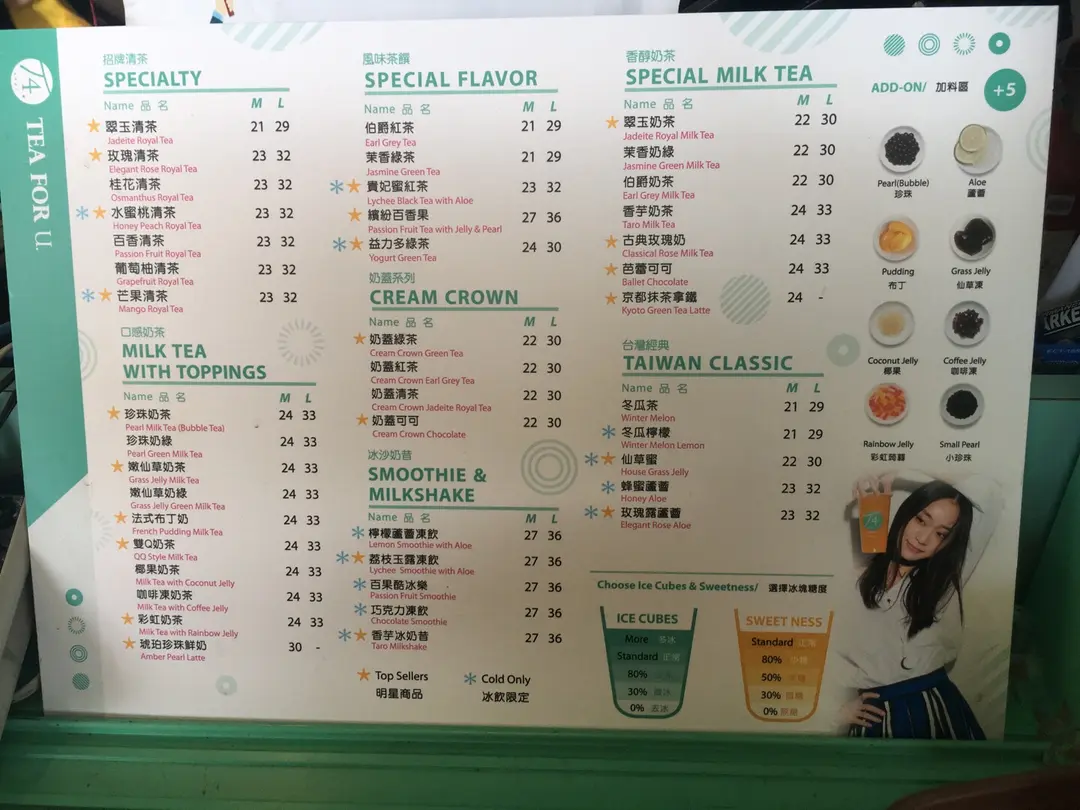 74
TEA FOR U.
招牌清茶
SPECIALTY
Name 品名 M L
翠玉清茶 21 29
Jadeite Royal Tea
玫瑰清茶 23 32
Elegant Rose Royal Tea
桂花清茶 23 32
Osmanthus Royal Tea
水蜜桃清茶 23 32
Honey Peach Royal Tea
百香清茶 23 32
Passion Fruit Royal Tea
葡萄柚清茶 23 32
Grapefruit Royal Tea
芒果清茶 23 32
Mango Royal Tea
口感奶茶
MILK TEA
WITH TOPPINGS
Name 品名 M L
珍珠奶茶 24 33
Pearl Milk Tea (Bubble Tea)
珍珠奶綠 24 33
Pearl Green Milk Tea
嫩仙草奶茶 24 33
Grass Jelly Milk Tea
嫩仙草奶綠 24 33
Grass Jelly Green Milk Tea
法式布丁奶 24 33
French Pudding Milk Tea
雙Q奶茶 24 33
QQ Style Milk Tea
椰果奶茶 24 33
Milk Tea with Coconut Jelly
咖啡凍奶茶 24 33
Milk Tea with Coffee Jelly
彩虹奶茶 24 33
Milk Tea with Rainbow Jelly
琥珀珍珠鮮奶 30 -
Amber Pearl Latte
風味茶饌
SPECIAL FLAVOR
Name 品名 M L
伯爵紅茶 21 29
Earl Grey Tea
茉香綠茶 21 29
Jasmine Green Tea
貴妃蜜紅茶 23 32
Lychee Black Tea with Aloe
繽紛百香果 27 36
Passion Fruit Tea with Jelly & Pearl
益力多綠茶 24 30
Yogurt Green Tea
奶蓋系列
CREAM CROWN
Name 品名 M L
奶蓋綠茶 22 30
Cream Crown Green Tea
奶蓋紅茶 22 30
Cream Crown Earl Grey Tea
奶蓋清茶 22 30
Cream Crown Jadeite Royal Tea
奶蓋可可 22 30
Cream Crown Chocolate
冰沙奶昔
SMOOTHIE &
MILKSHAKE
Name 品名 M L
檸檬蘆薈凍飲 27 36
Lemon Smoothie with Aloe
荔枝玉露凍飲 27 36
Lychee Smoothie with Aloe
百果酷冰樂 27 36
Passion Fruit Smoothie
巧克力凍飲 27 36
Chocolate Smoothie
香芋冰奶昔 27 36
Taro Milkshake
Top Sellers
明星商品
Cold Only
冰飲限定
香醇奶茶
SPECIAL MILK TEA
Name 品名 M L
翠玉奶茶 22 30
Jadeite Royal Milk Tea
茉香奶綠 22 30
Jasmine Green Milk Tea
伯爵奶茶 22 30
Earl Grey Milk Tea
香芋奶茶 24 33
Taro Milk Tea
古典玫瑰奶 24 33
Classical Rose Milk Tea
芭蕾可可 24 33
Ballet Chocolate
京都抹茶拿鐵 24 -
Kyoto Green Tea Latte
台灣經典
TAIWAN CLASSIC
Name 品名 M L
冬瓜茶 21 29
Winter Melon
冬瓜檸檬 21 29
Winter Melon Lemon
仙草蜜 22 30
House Grass Jelly
蜂蜜蘆薈 23 32
Honey Aloe
玫瑰露蘆薈 23 32
Elegant Rose Aloe
Choose Ice Cubes & Sweetness/ 選擇冰塊糖度
ICE CUBES
More 多冰
Standard 正常
80%
30%
0%
SWEET NESS
Standard 正常
80%
50%
30%
0%
ADD-ON/ 加料區 +5
Pearl(Bubble)
珍珠
Aloe
蘆薈
Pudding
布丁
Grass Jelly
仙草凍
Coconut Jelly
椰果
Coffee Jelly
咖啡凍
Rainbow Jelly
彩虹蒟蒻
Small Pearl
小珍珠
74